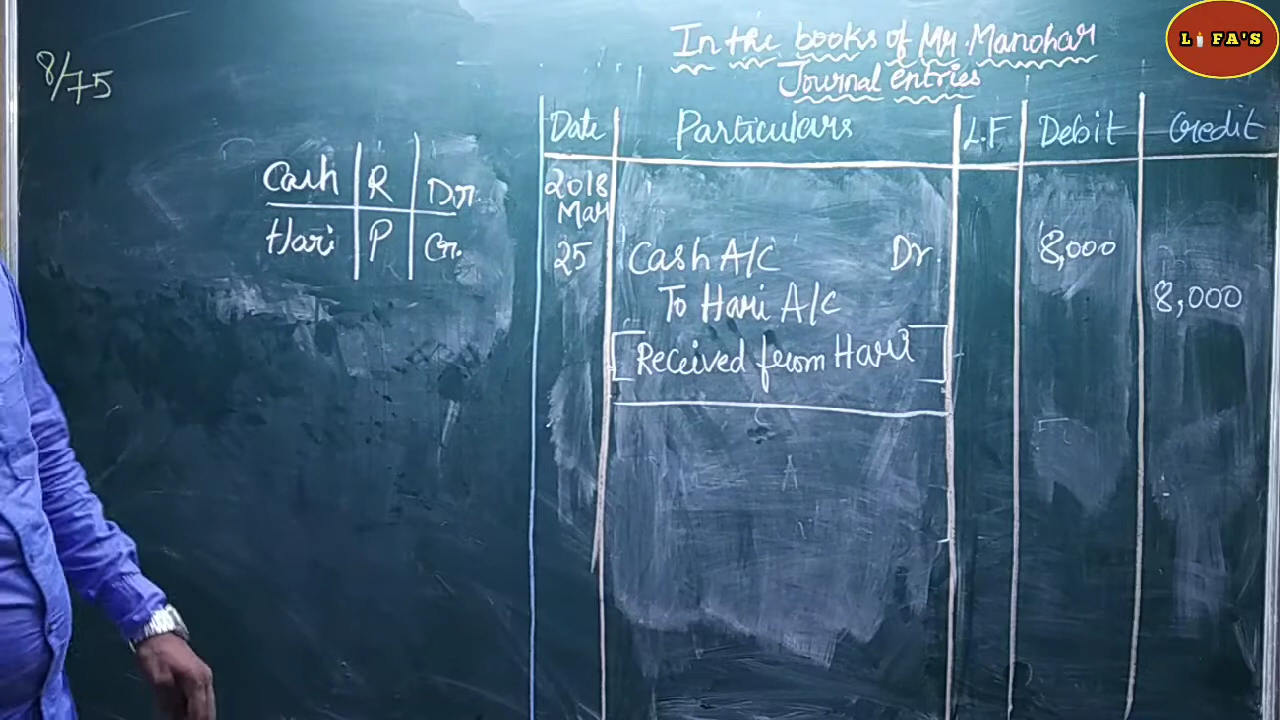 8/75
In the books of Mr. Manohar
Journal entries
LiFA'S
Date Particulars L.F Debit Credit
Cash R Dr.
Hari P Cr.
2018
Mar
25 Cash A/C Dr. 8,000
To Hari A/C 8,000
[Received from Hari]